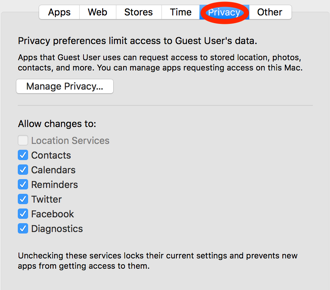 Apps Web Stores Time Privacy Other
Privacy preferences limit access to Guest User's data.
Apps that Guest User uses can request access to stored location, photos,
contacts, and more. You can manage apps requesting access on this Mac.
Manage Privacy...
Allow changes to:
Location Services
Contacts
Calendars
Reminders
Twitter
Facebook
Diagnostics
Unchecking these services locks their current settings and prevents new
apps from getting access to them.